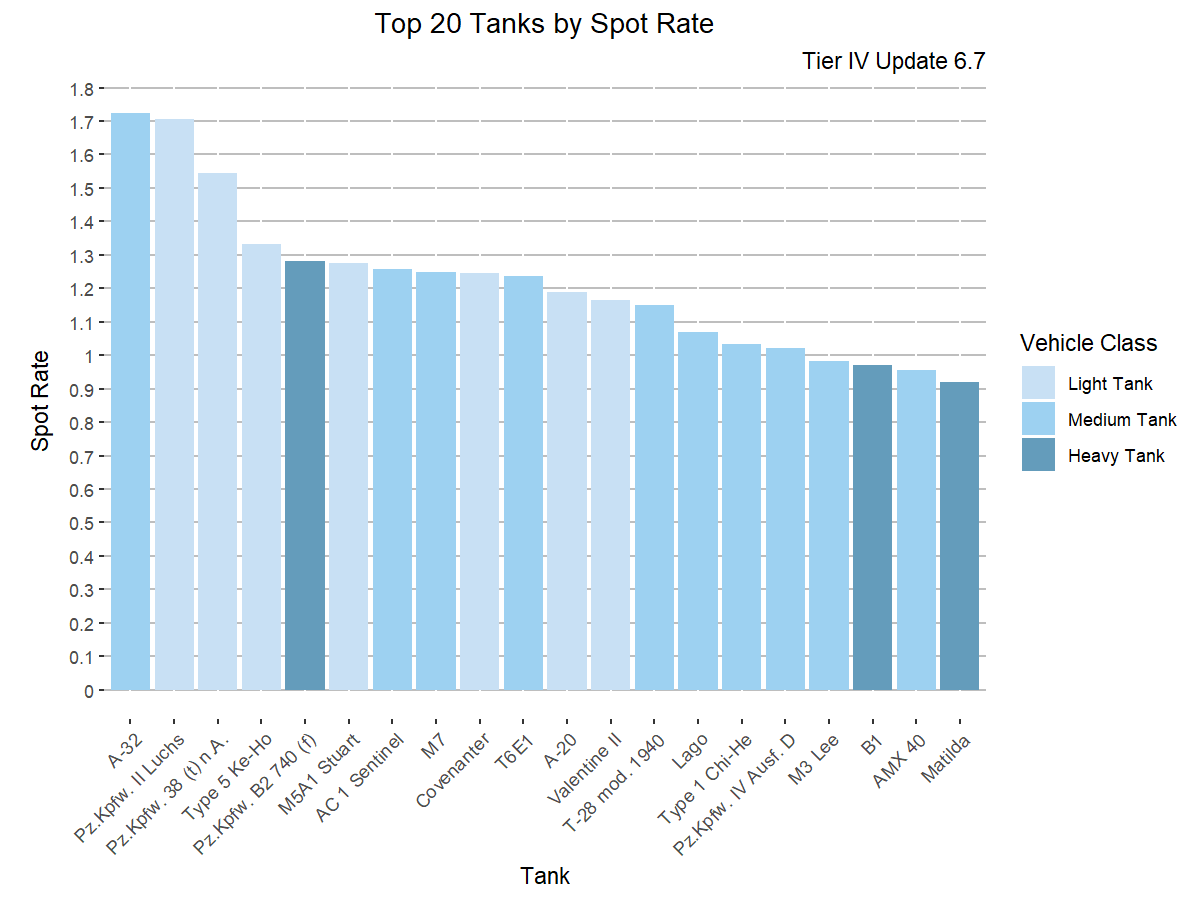 Top 20 Tanks by Spot Rate
Tier IV Update 6.7
1.8
1.7
1.6
1.5
1.4
1.3
1.2
1.1
1
0.9
0.8
0.7
0.6
0.5
0.4
0.3
0.2
0.1
0
Spot Rate
A-32
Pz.Kpfw. II Luchs
Pz.Kpfw. 38 (t) n.A.
Type 5 Ke-Ho
Pz.Kpfw. B2 740 (f)
M5A1 Stuart
AC 1 Sentinel
M7
Covenanter
T6E1
A-20
Valentine II
T-28 mod. 1940
Lago
Type 1 Chi-He
Pz.Kpfw. IV Ausf. D
M3 Lee
B1
AMX 40
Matilda
Tank
Vehicle Class
Light Tank
Medium Tank
Heavy Tank